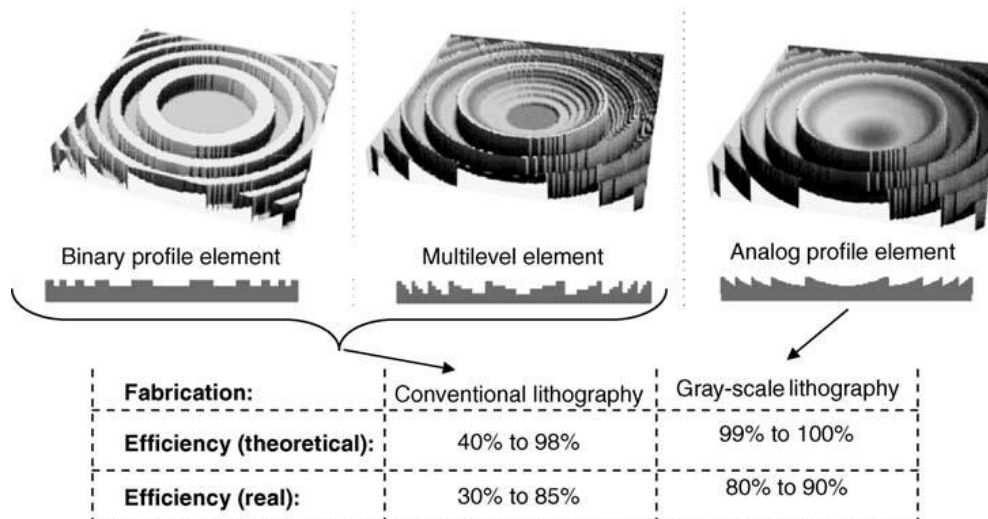 Binary profile element
Multilevel element
Analog profile element
Fabrication:
Conventional lithography
Gray-scale lithography
Efficiency (theoretical):
40% to 98%
99% to 100%
Efficiency (real):
30% to 85%
80% to 90%